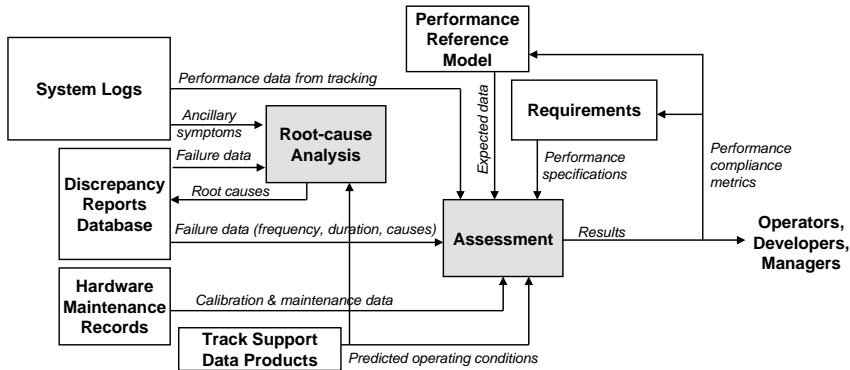 Performance
Reference
Model
System Logs
Performance data from tracking
Ancillary
symptoms
Root-cause
Analysis
Expected data
Requirements
Failure data
Performance
specifications
Performance
compliance
metrics
Discrepancy
Reports
Database
Root causes
Failure data (frequency, duration, causes)
Assessment
Results
Operators,
Developers,
Managers
Hardware
Maintenance
Records
Calibration & maintenance data
Track Support
Data Products
Predicted operating conditions